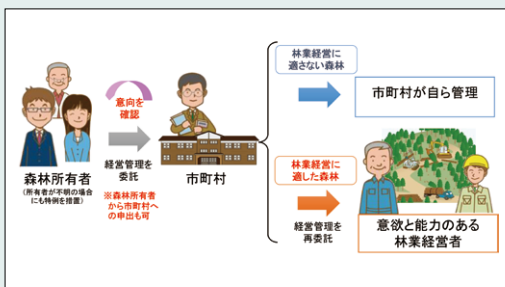 森林所有者
(所有者が不明の場合
にも特例を措置)
意向を
確認
経営管理を
委託
※森林所有者
から市町村へ
の申出も可
市町村
林業経営に
適さない森林
市町村が自ら管理
林業経営に
適した森林
経営管理を
再委託
意欲と能力のある
林業経営者